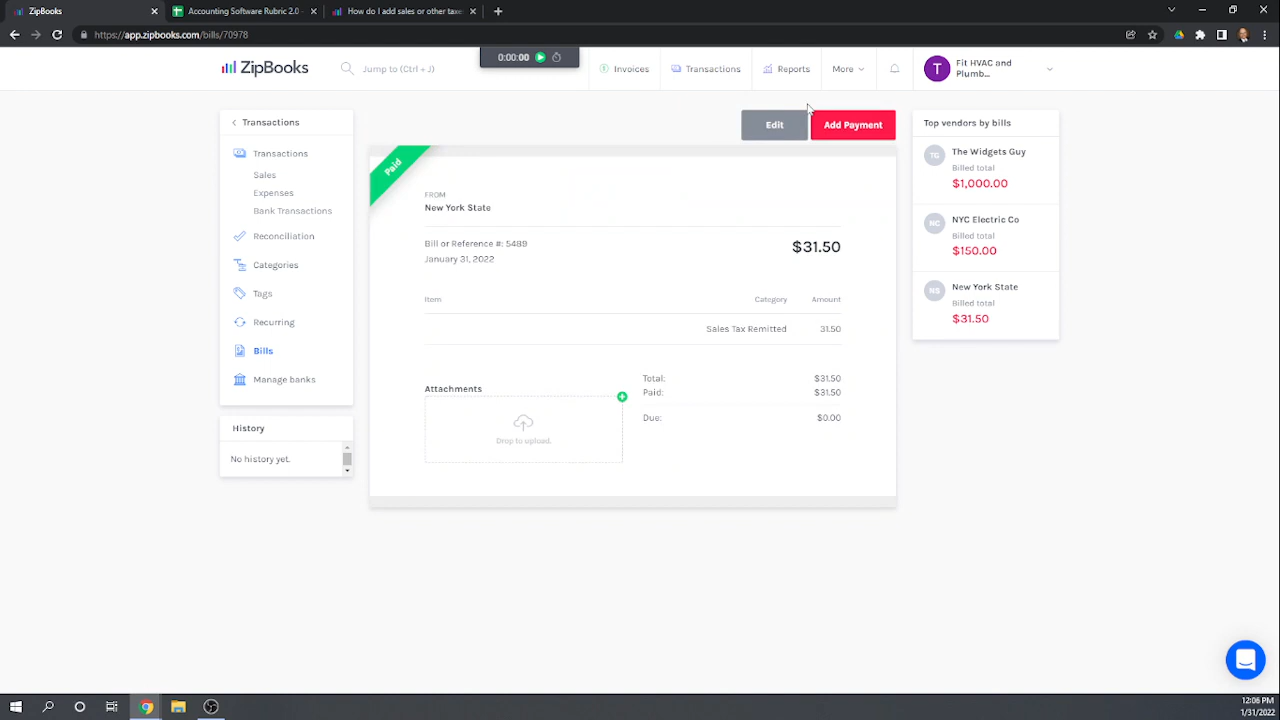 ZipBooks
Accounting Software Rubric 2.0 -
How do I add sales or other taxes
https://app.zipbooks.com/bills/70978
ZipBooks
Jump to (Ctrl + J)
0:00:00
Invoices
Transactions
Reports
More
T
Fit HVAC and
Plumb...
Transactions
Transactions
Sales
Expenses
Bank Transactions
Reconciliation
Categories
Tags
Recurring
Bills
Manage banks
History
No history yet.
Edit
Add Payment
Paid
FROM
New York State
Bill or Reference #: 5489
January 31, 2022
$31.50
Item Category Amount
Sales Tax Remitted 31.50
Attachments
Drop to upload.
Total: $31.50
Paid: $31.50
Due: $0.00
Top vendors by bills
TG
The Widgets Guy
Billed total
$1,000.00
NC
NYC Electric Co
Billed total
$150.00
NS
New York State
Billed total
$31.50
12:06 PM
1/31/2022